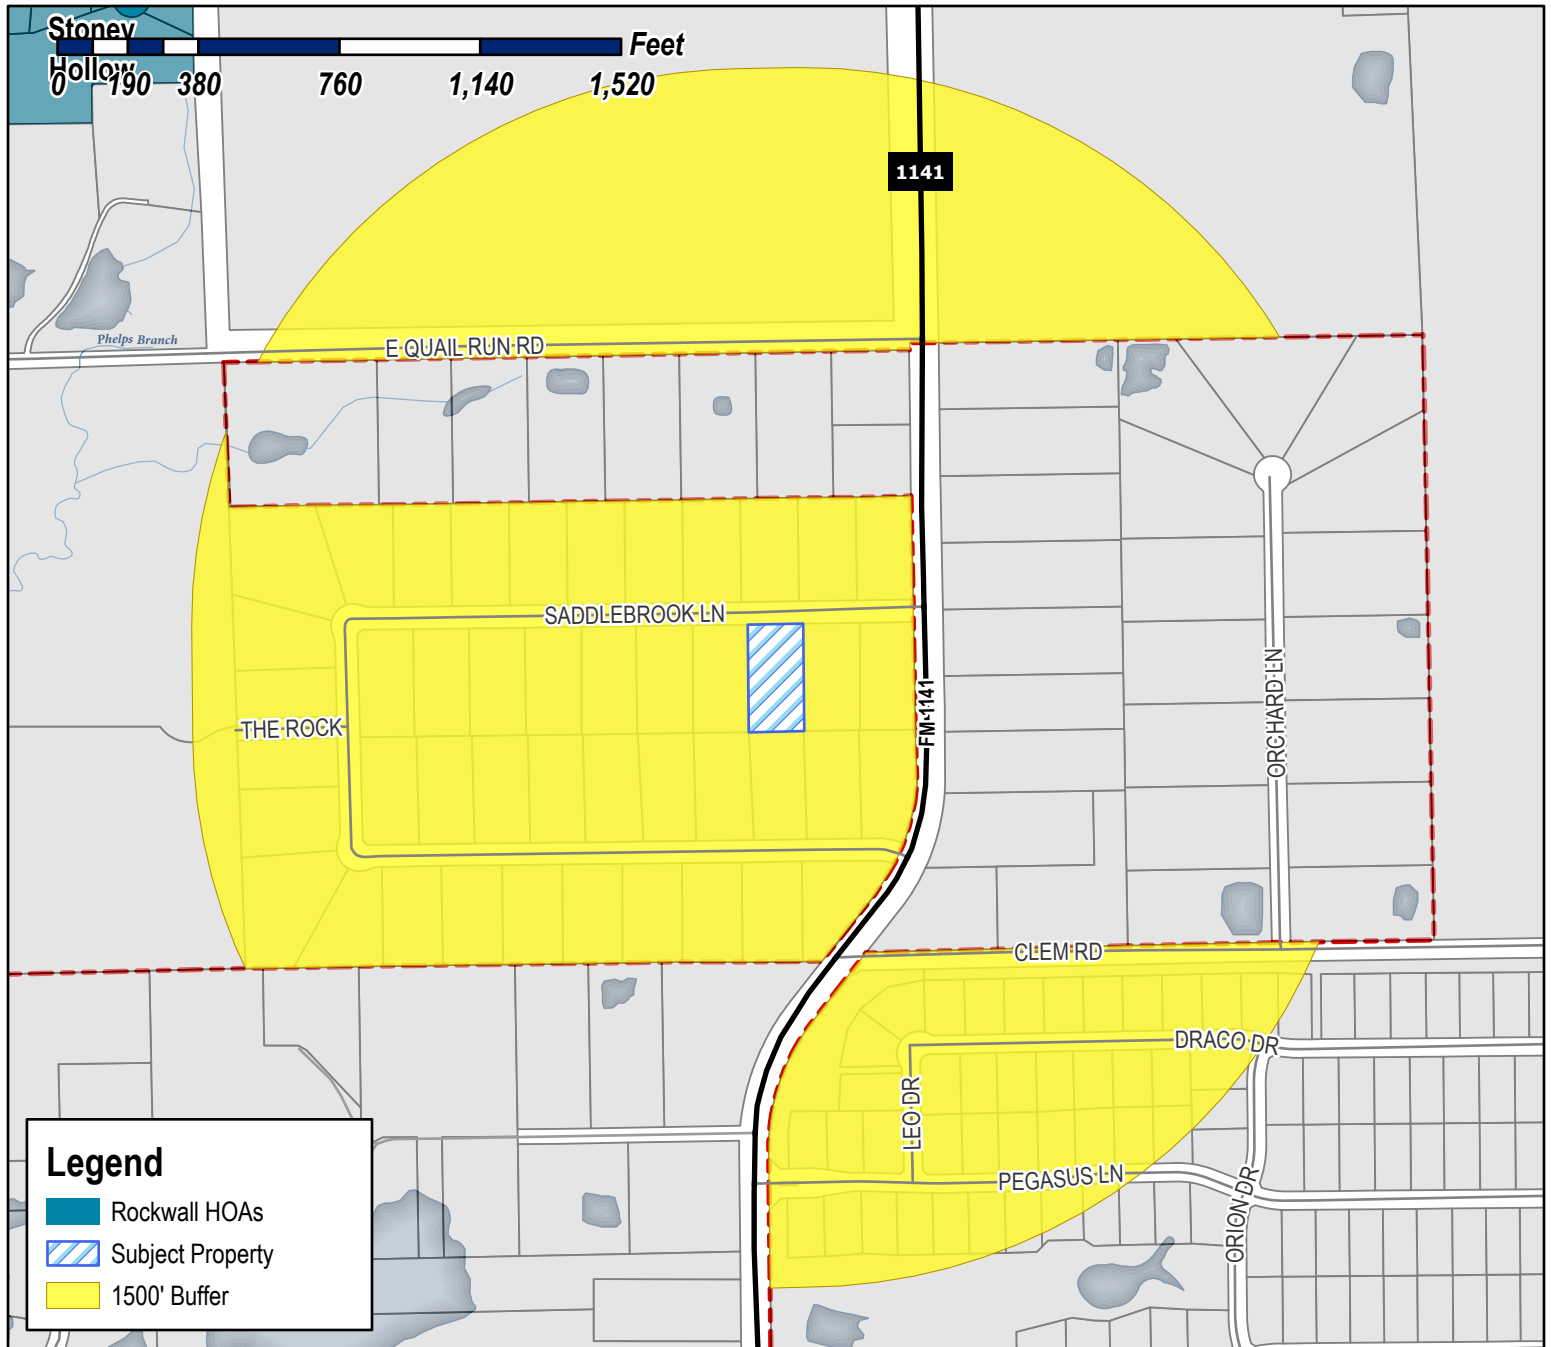 Stoney
Hollow
Feet
0 190 380 760 1,140 1,520
1141
Phelps Branch
E QUAIL RUN RD
SADDLEBROOK LN
ORCHARD LN
FM-1141
THE ROCK
CLEM RD
DRACO DR
LEO DR
PEGASUS LN
ORION DR
Legend
Rockwall HOAs
Subject Property
1500' Buffer